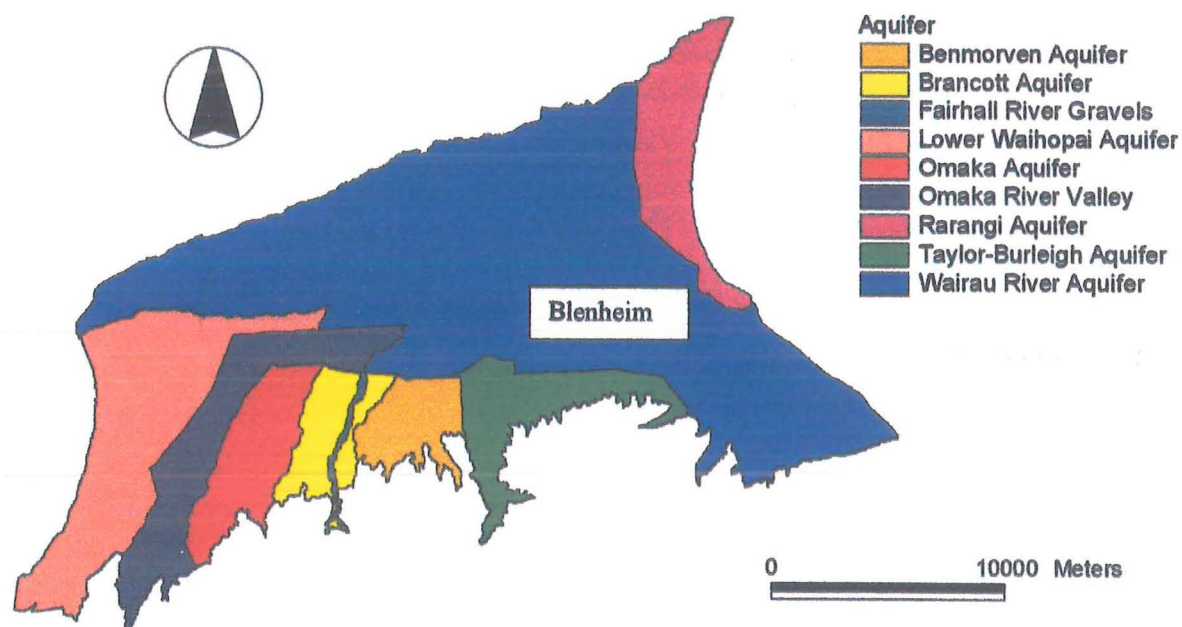 Aquifer
Benmorven Aquifer
Brancott Aquifer
Fairhall River Gravels
Lower Waihopai Aquifer
Omaka Aquifer
Omaka River Valley
Rarangi Aquifer
Taylor-Burleigh Aquifer
Wairau River Aquifer
Blenheim
0 10000 Meters